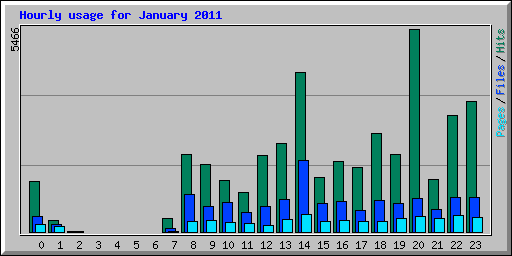 Hourly usage for January 2011
5466
Pages/Files/Hits
0 1 2 3 4 5 6 7 8 9 10 11 12 13 14 15 16 17 18 19 20 21 22 23